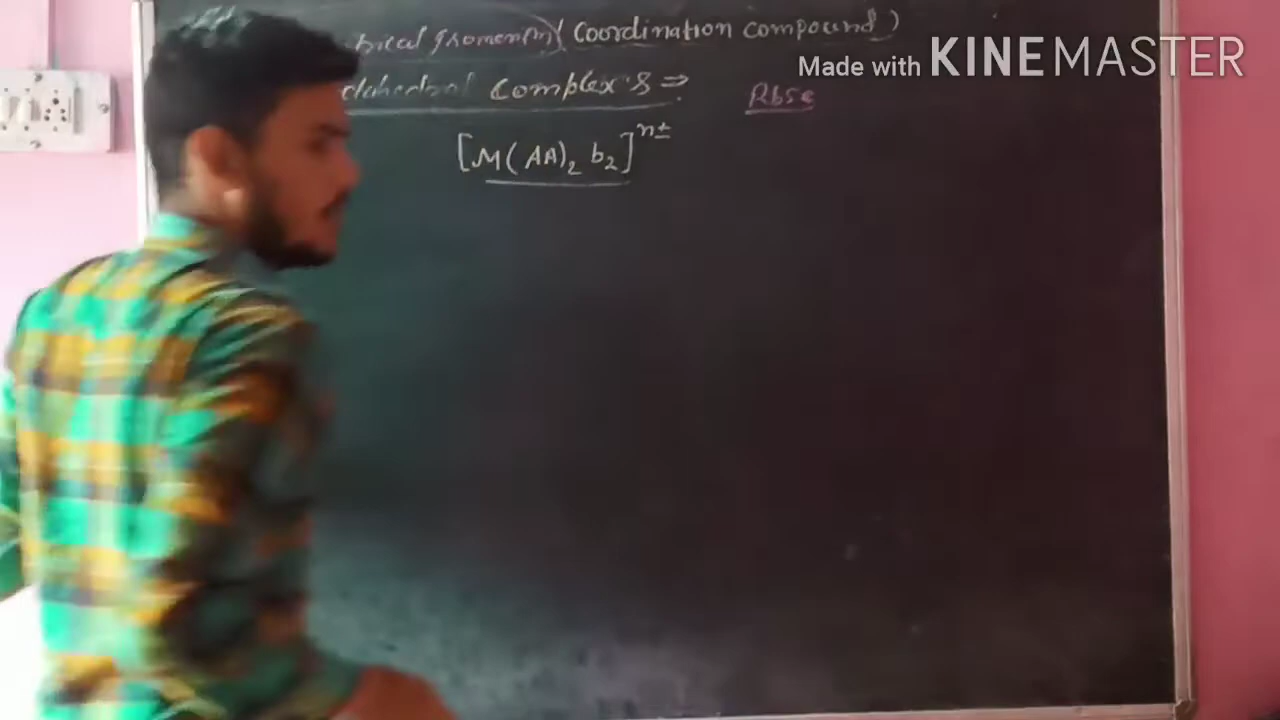 (Coordination compound)
Made with KINEMASTER
Complex's ⇒
Rbse
[M(AA)₂ b₂]ⁿ±